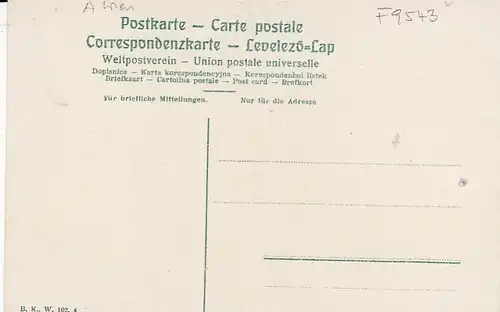 A Wien
F9543
Postkarte — Carte postale
Correspondenzkarte — Levelező=Lap
Weltpostverein — Union postale universelle
Dopisnice — Karta korespondencyjna — Korespondenční lístek
Briefkaart — Cartolina postale — Post card — Brefkort
Für briefliche Mitteilungen. Nur für die Adresse
B. K. W. 102, 4